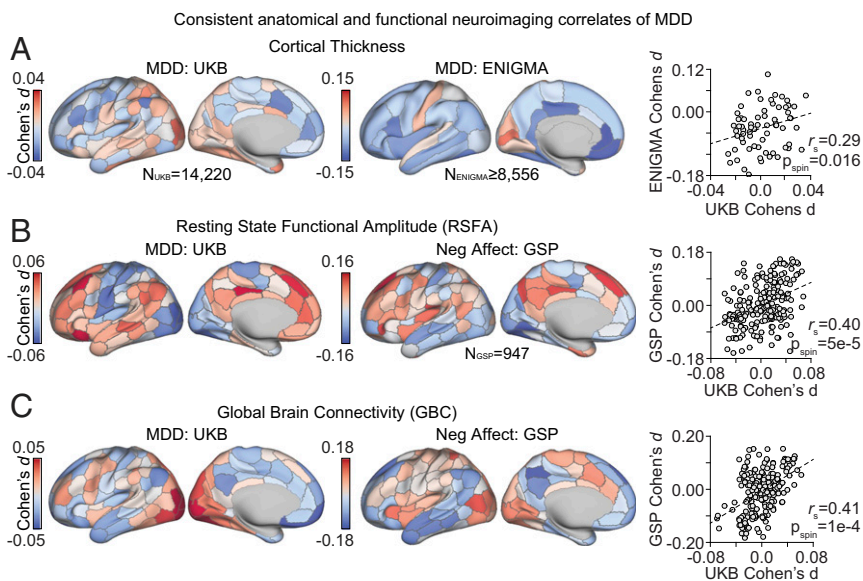 Consistent anatomical and functional neuroimaging correlates of MDD
A
Cortical Thickness
MDD: UKB
MDD: ENIGMA
0.04
Cohen's d
-0.04
0.15
-0.15
NUKB=14,220
NENIGMA≥8,556
ENIGMA Cohens d
0.12
0.00
-0.18
-0.04
0.0
0.04
UKB Cohens d
rs=0.29
pspin=0.016
B
Resting State Functional Amplitude (RSFA)
MDD: UKB
Neg Affect: GSP
0.06
Cohen's d
-0.06
0.16
-0.16
NGSP=947
GSP Cohen's d
0.18
0.00
-0.18
-0.08
0.0
0.08
UKB Cohen's d
rs=0.40
pspin=5e-5
C
Global Brain Connectivity (GBC)
MDD: UKB
Neg Affect: GSP
0.05
Cohen's d
-0.05
0.18
-0.18
GSP Cohen's d
0.20
0.00
-0.20
-0.08
0.0
0.08
UKB Cohen's d
rs=0.41
pspin=1e-4